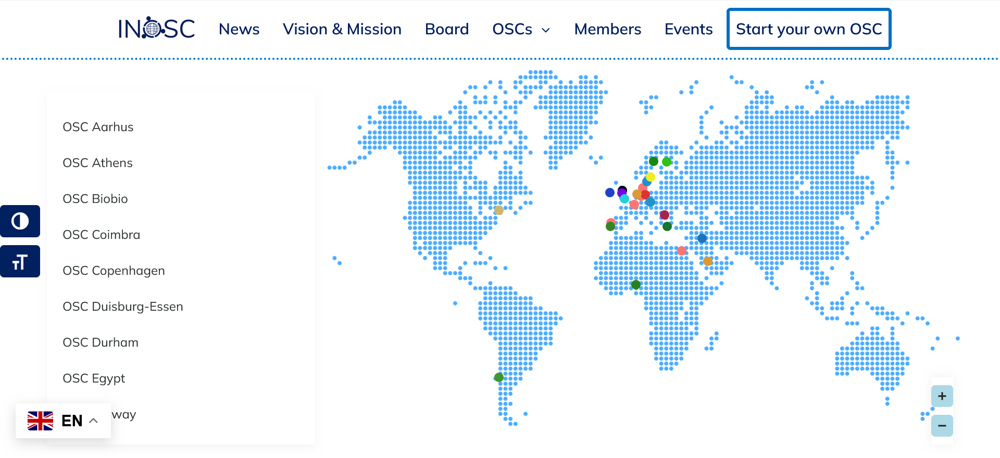 INOSC News Vision & Mission Board OSCs Members Events Start your own OSC
OSC Aarhus
OSC Athens
OSC Biobio
OSC Coimbra
OSC Copenhagen
OSC Duisburg-Essen
OSC Durham
OSC Egypt
way
EN
+
−